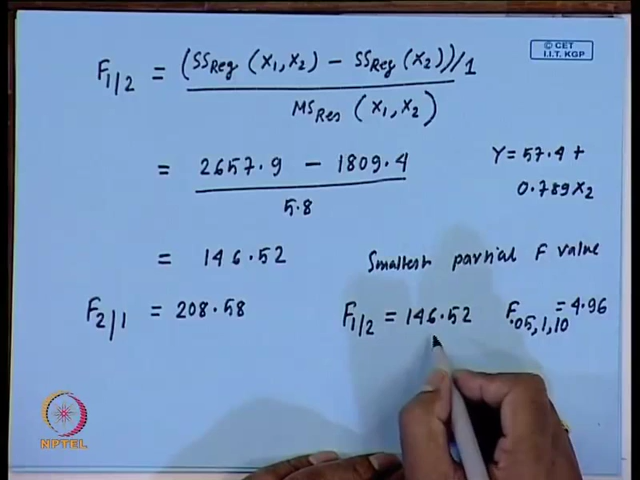 © CET
I.I.T. KGP
F1/2 = (SSReg (X1,X2) − SSReg (X2))/1
MSRes (X1,X2)
= 2657.9 − 1809.4
5.8
Y = 57.4 +
0.789X2
= 146.52
Smallest partial F value
F2/1 = 208.58
F1/2 = 146.52
F.05,1,10 = 4.96
NPTEL